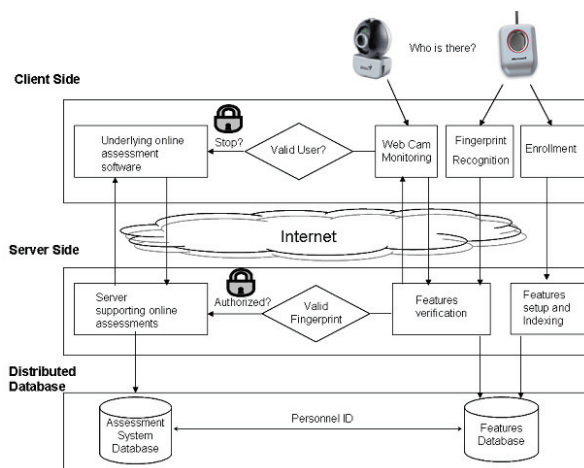 Who is there?
Client Side
Underlying online
assessment
software
Stop?
Valid User?
Web Cam
Monitoring
Fingerprint
Recognition
Enrollment
Internet
Server Side
Server
supporting online
assessments
Authorized?
Valid
Fingerprint
Features
verification
Features
setup and
Indexing
Distributed
Database
Assessment
System
Database
Personnel ID
Features
Database